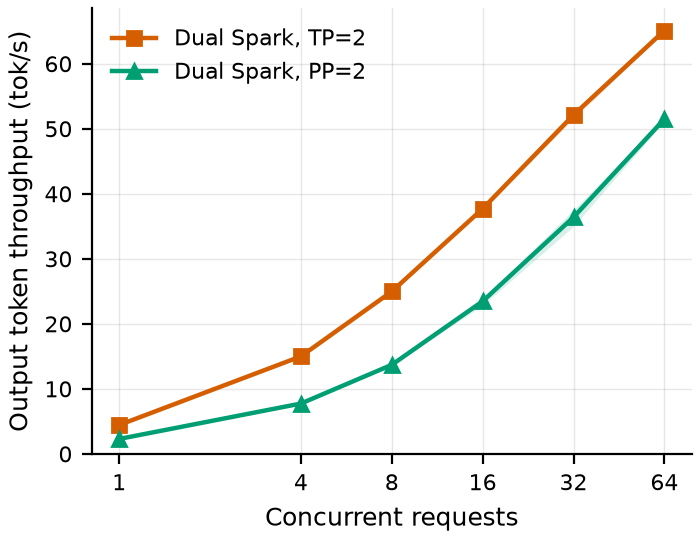 Dual Spark, TP=2
Dual Spark, PP=2
Output token throughput (tok/s)
60
50
40
30
20
10
0
1 4 8 16 32 64
Concurrent requests